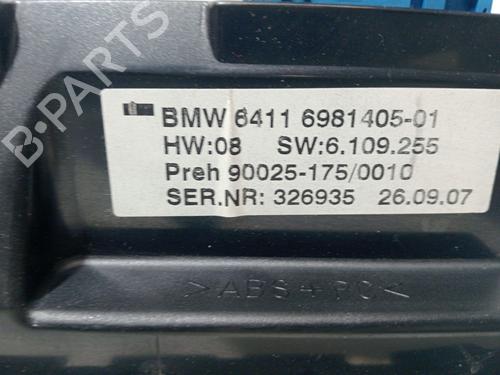 B-PARTS
BMW 6411 6981405-01
HW:08 SW:6.109.255
Preh 90025-175/0010
SER.NR: 326935 26.09.07
>ABS+PC<